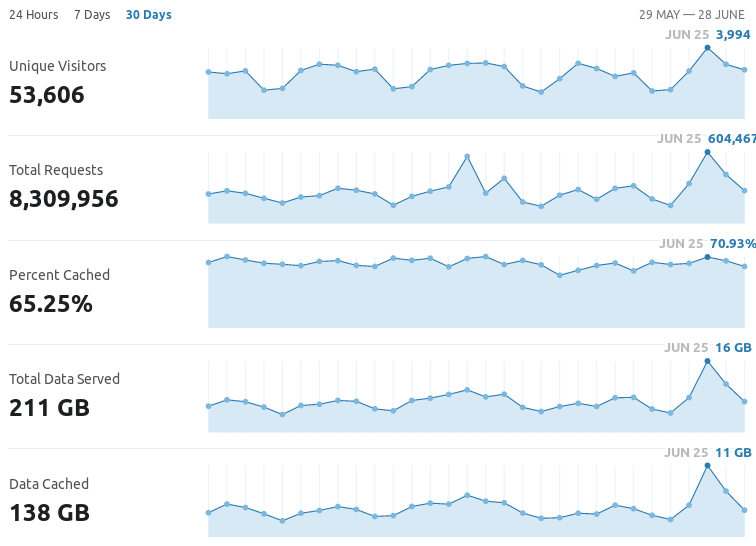 24 Hours 7 Days 30 Days 29 MAY — 28 JUNE
JUN 25 3,994
Unique Visitors
53,606
JUN 25 604,467
Total Requests
8,309,956
JUN 25 70.93%
Percent Cached
65.25%
JUN 25 16 GB
Total Data Served
211 GB
JUN 25 11 GB
Data Cached
138 GB